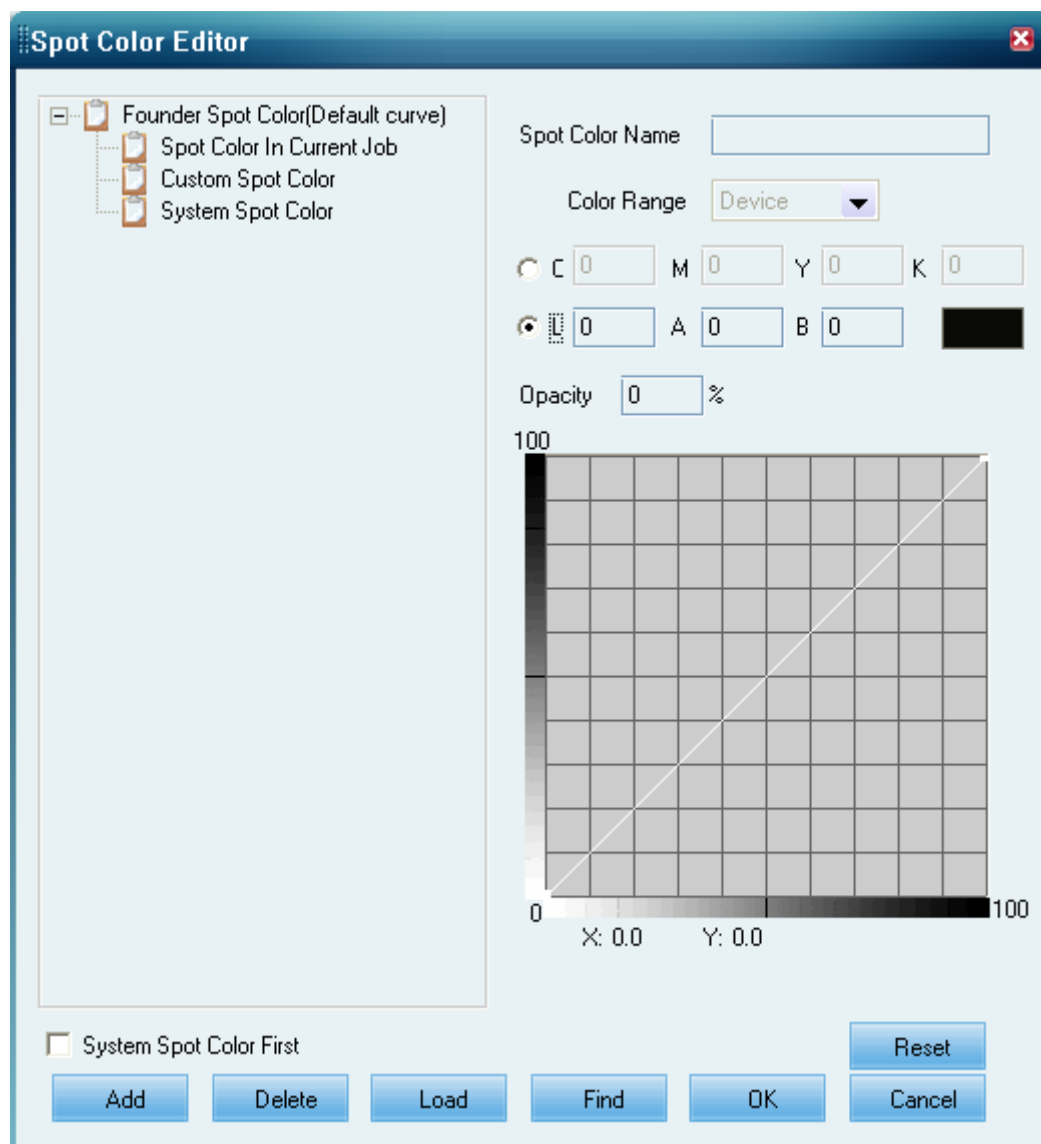 Spot Color Editor
Founder Spot Color(Default curve)
Spot Color In Current Job
Custom Spot Color
System Spot Color
Spot Color Name
Color Range Device
C 0 M 0 Y 0 K 0
L 0 A 0 B 0
Opacity 0 %
100
0 100
X: 0.0 Y: 0.0
System Spot Color First
Reset
Add Delete Load Find OK Cancel